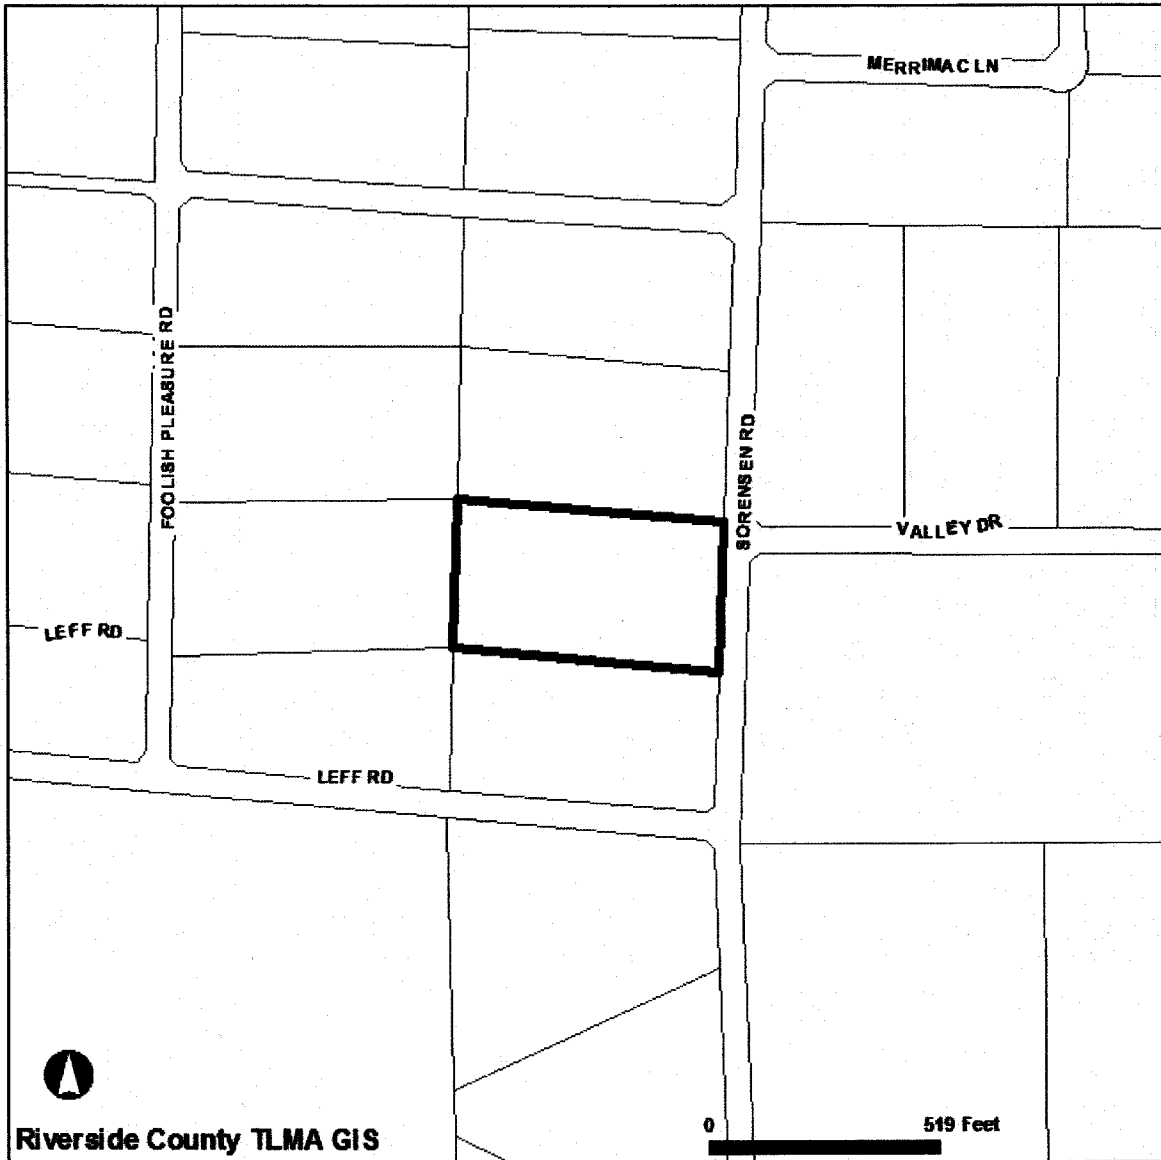 MERRIMAC LN
FOOLISH PLEASURE RD
SORENSEN RD
VALLEY DR
LEFF RD
LEFF RD
Riverside County TLMA GIS
0 519 Feet